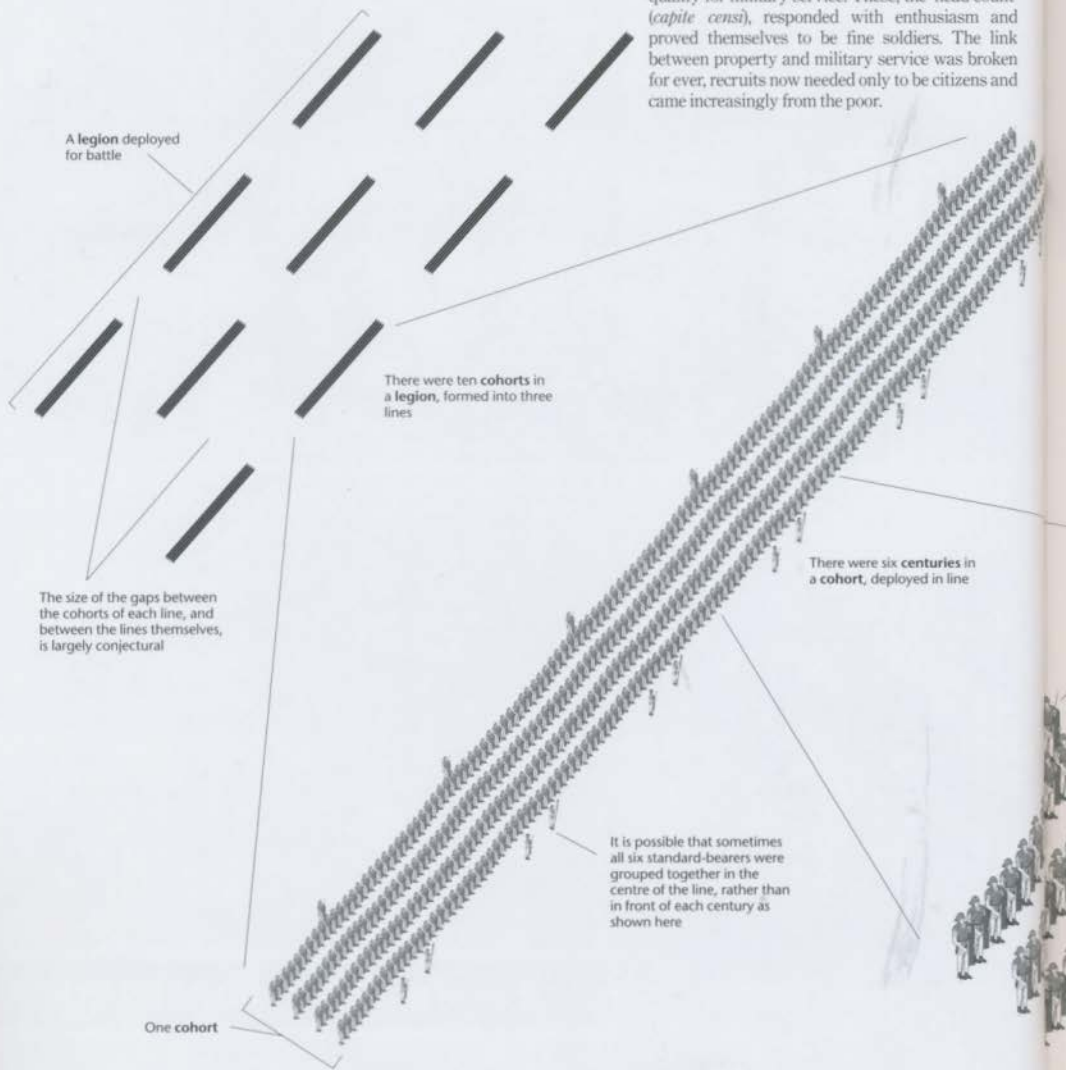 (capite censi), responded with enthusiasm and
proved themselves to be fine soldiers. The link
between property and military service was broken
for ever, recruits now needed only to be citizens and
came increasingly from the poor.
A legion deployed
for battle
There were ten cohorts in
a legion, formed into three
lines
The size of the gaps between
the cohorts of each line, and
between the lines themselves,
is largely conjectural
There were six centuries in
a cohort, deployed in line
It is possible that sometimes
all six standard-bearers were
grouped together in the
centre of the line, rather than
in front of each century as
shown here
One cohort